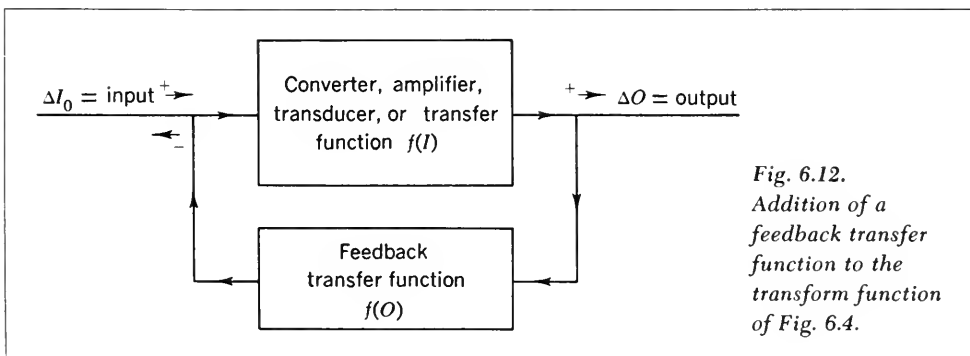 Converter, amplifier,
transducer, or transfer
function f(I)
ΔI₀ = input
+
−
+
ΔO = output
Feedback
transfer function
f(O)
Fig. 6.12.
Addition of a
feedback transfer
function to the
transform function
of Fig. 6.4.